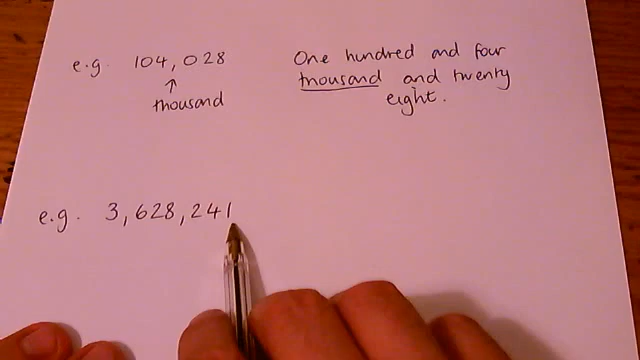 e.g. 104,028
↑
thousand
One hundred and four
thousand and twenty
eight.
e.g. 3,628,241